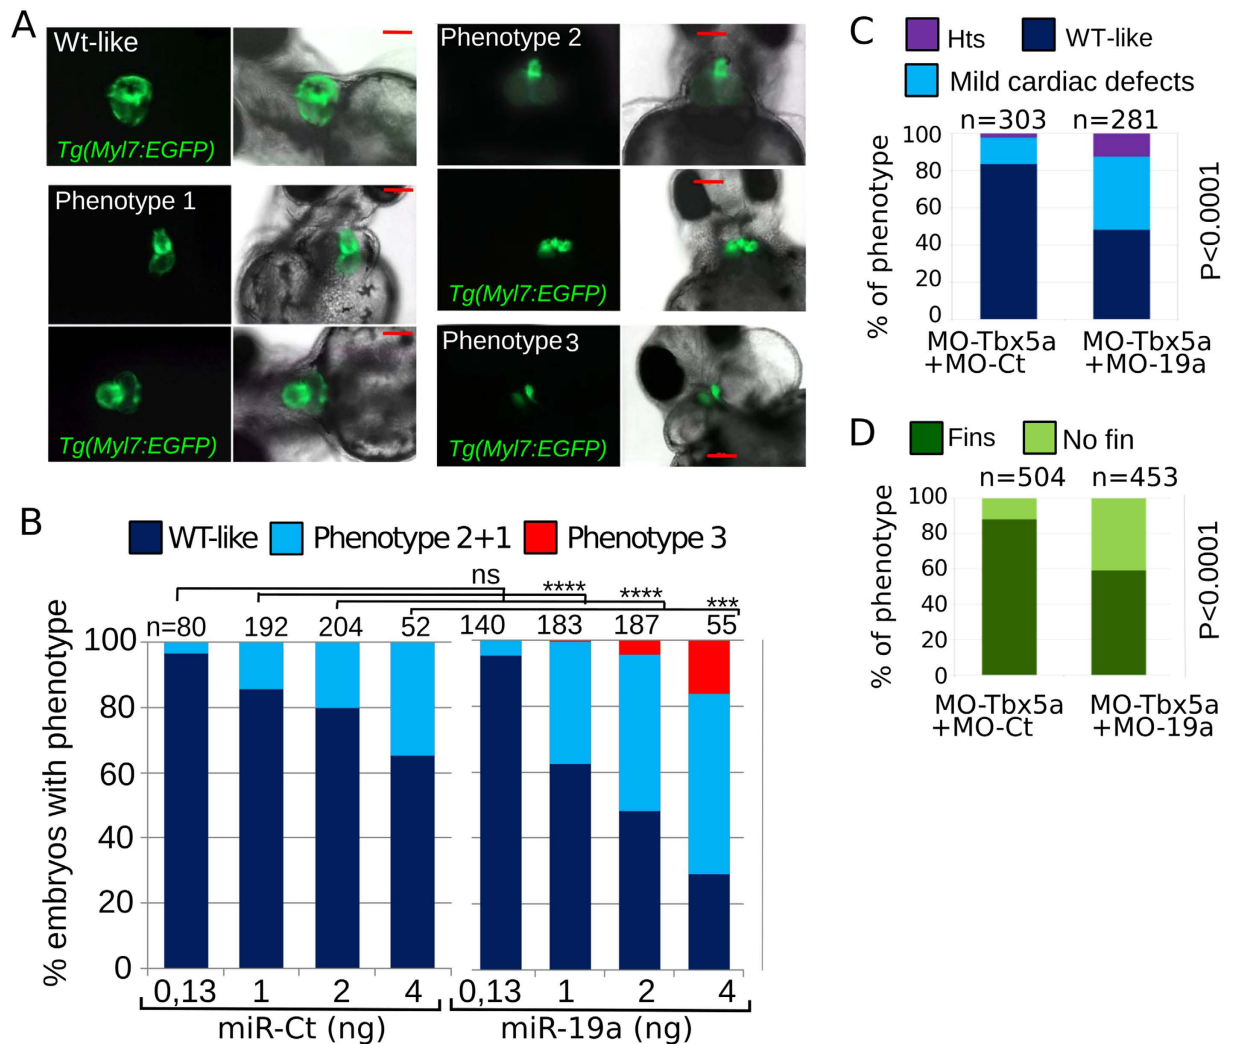 A
Wt-like
Tg(Myl7:EGFP)
Phenotype 1
Tg(Myl7:EGFP)
Phenotype 2
Tg(Myl7:EGFP)
Phenotype 3
Tg(Myl7:EGFP)
B
WT-like Phenotype 2+1 Phenotype 3
ns **** **** ***
n=80 192 204 52 140 183 187 55
% embryos with phenotype
100
80
60
40
20
0
0,13 1 2 4 0,13 1 2 4
miR-Ct (ng) miR-19a (ng)
C
Hts WT-like
Mild cardiac defects
n=303 n=281
% of phenotype
100
80
60
40
20
0
MO-Tbx5a MO-Tbx5a
+MO-Ct +MO-19a
P<0.0001
D
Fins No fin
n=504 n=453
% of phenotype
100
80
60
40
20
0
MO-Tbx5a MO-Tbx5a
+MO-Ct +MO-19a
P<0.0001